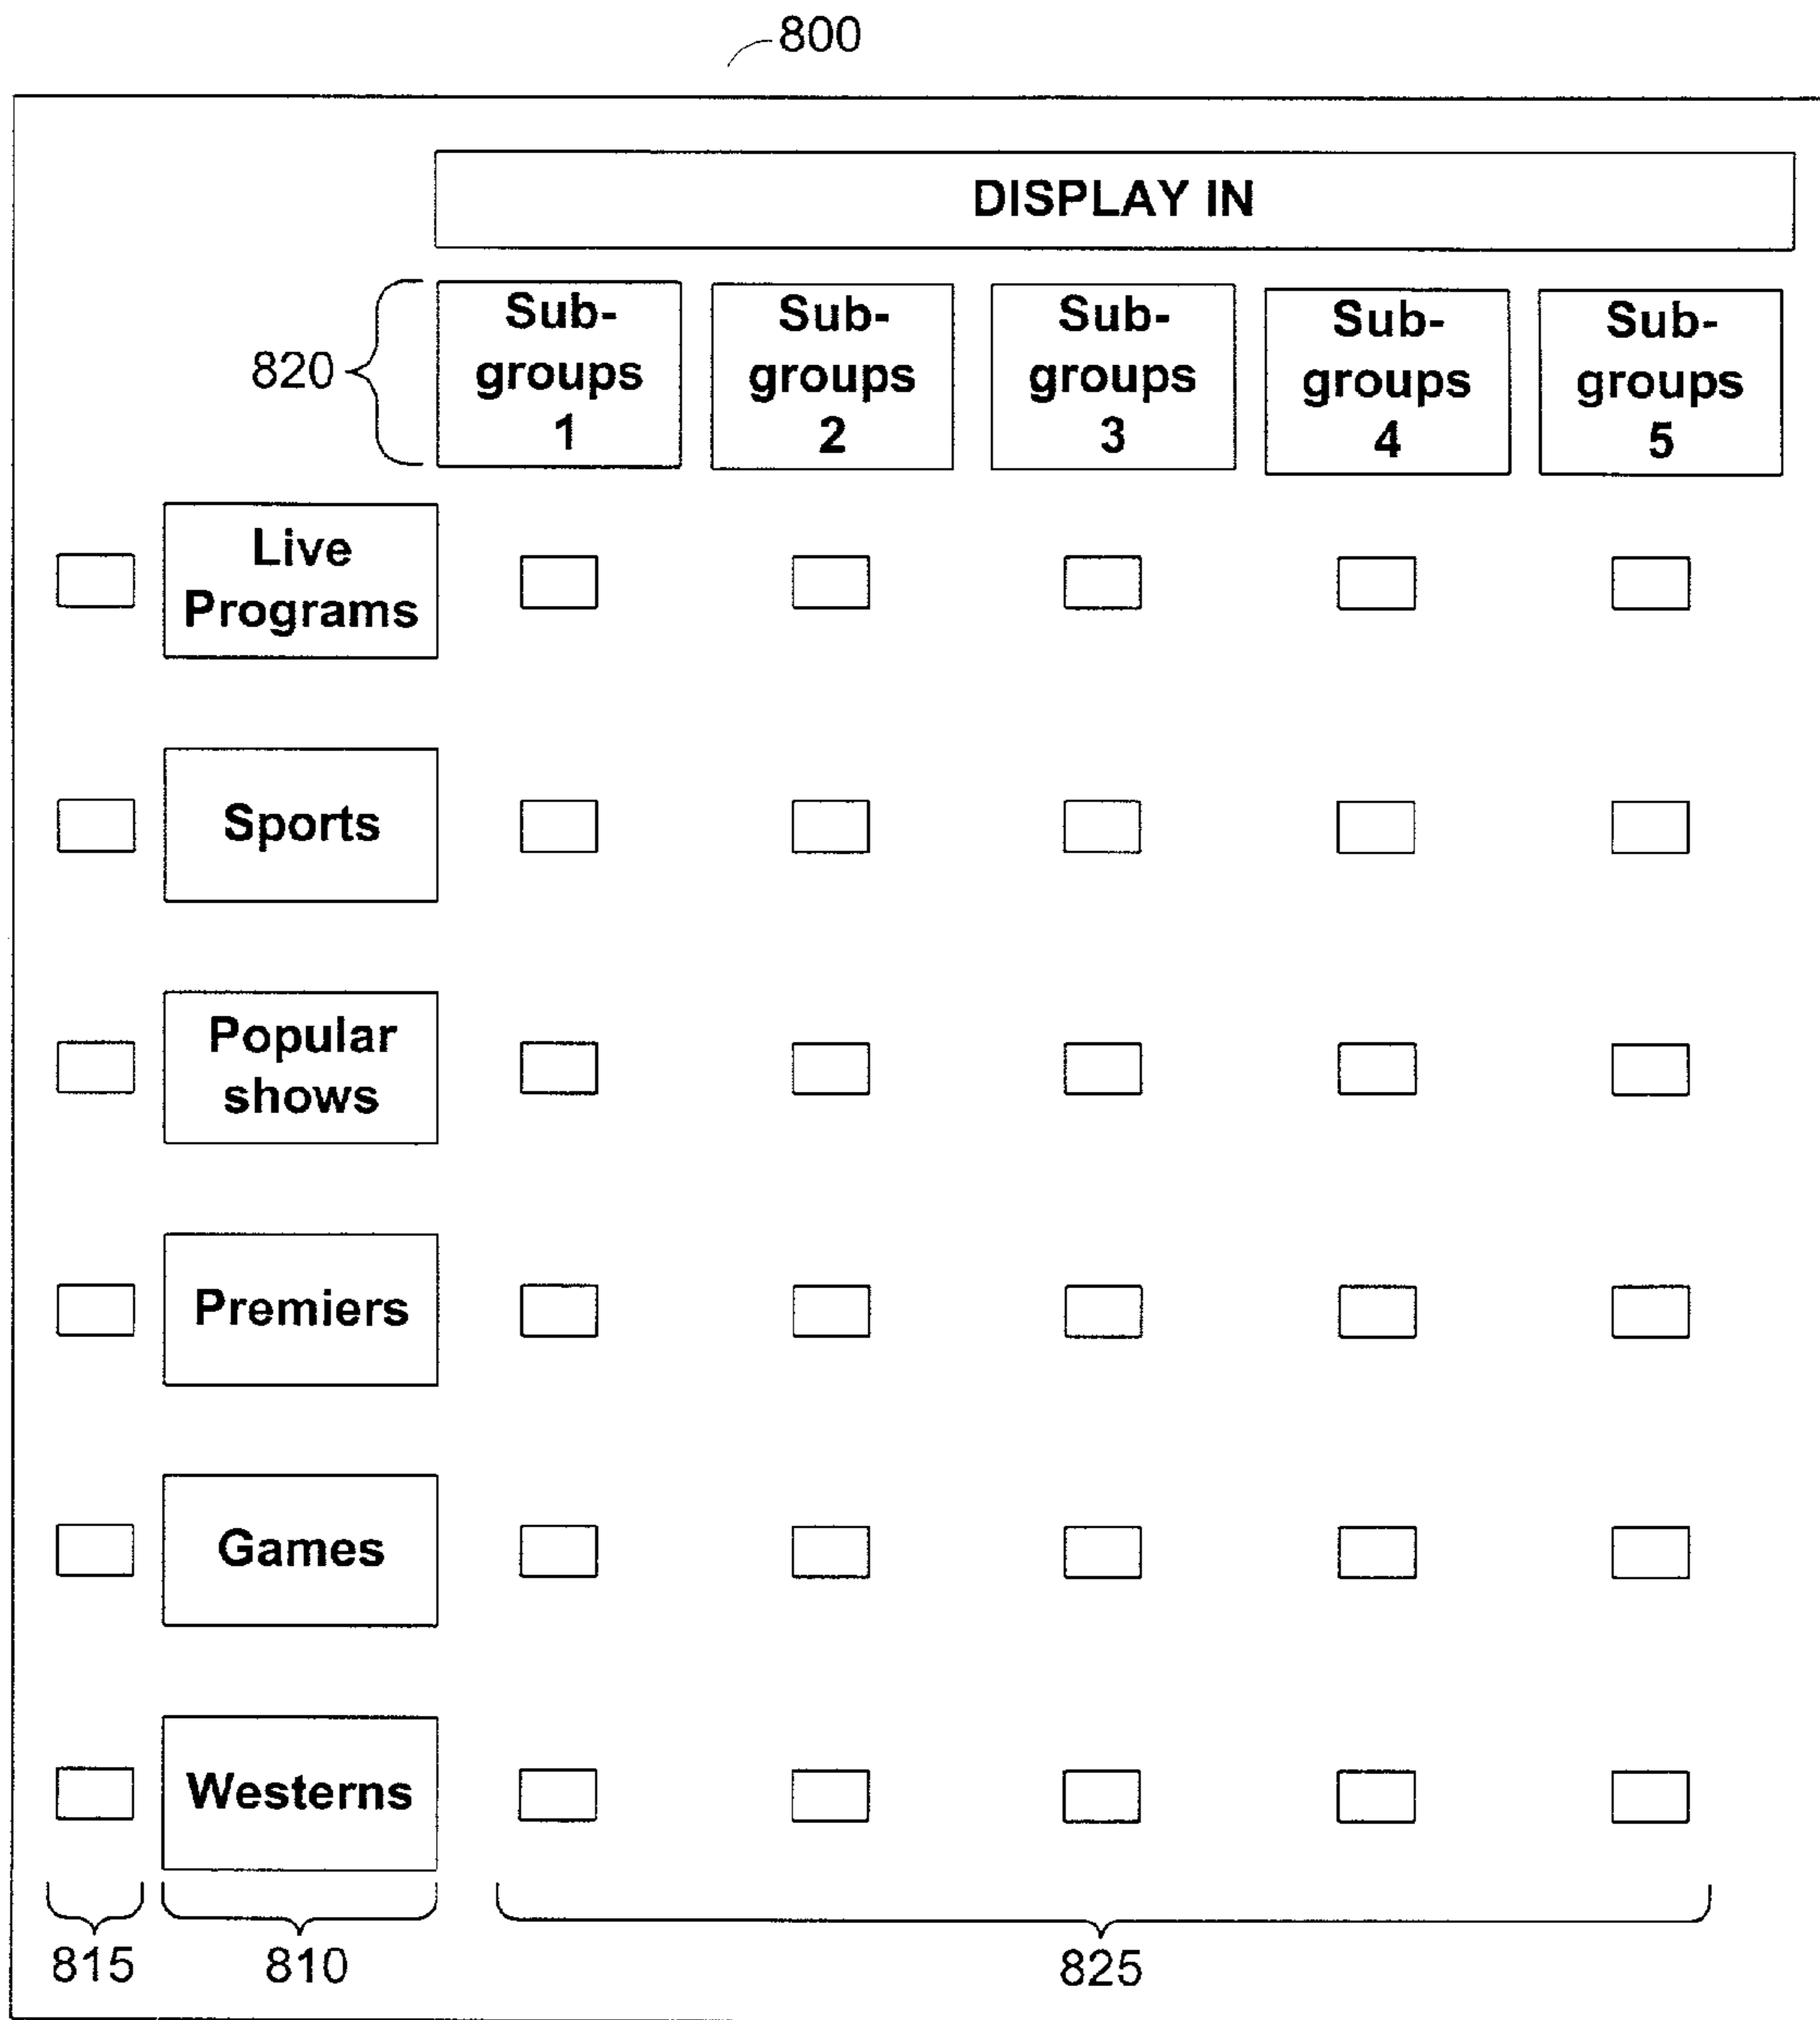 800
DISPLAY IN
820
Sub-
groups
1
Sub-
groups
2
Sub-
groups
3
Sub-
groups
4
Sub-
groups
5
Live
Programs
Sports
Popular
shows
Premiers
Games
Westerns
815
810
825